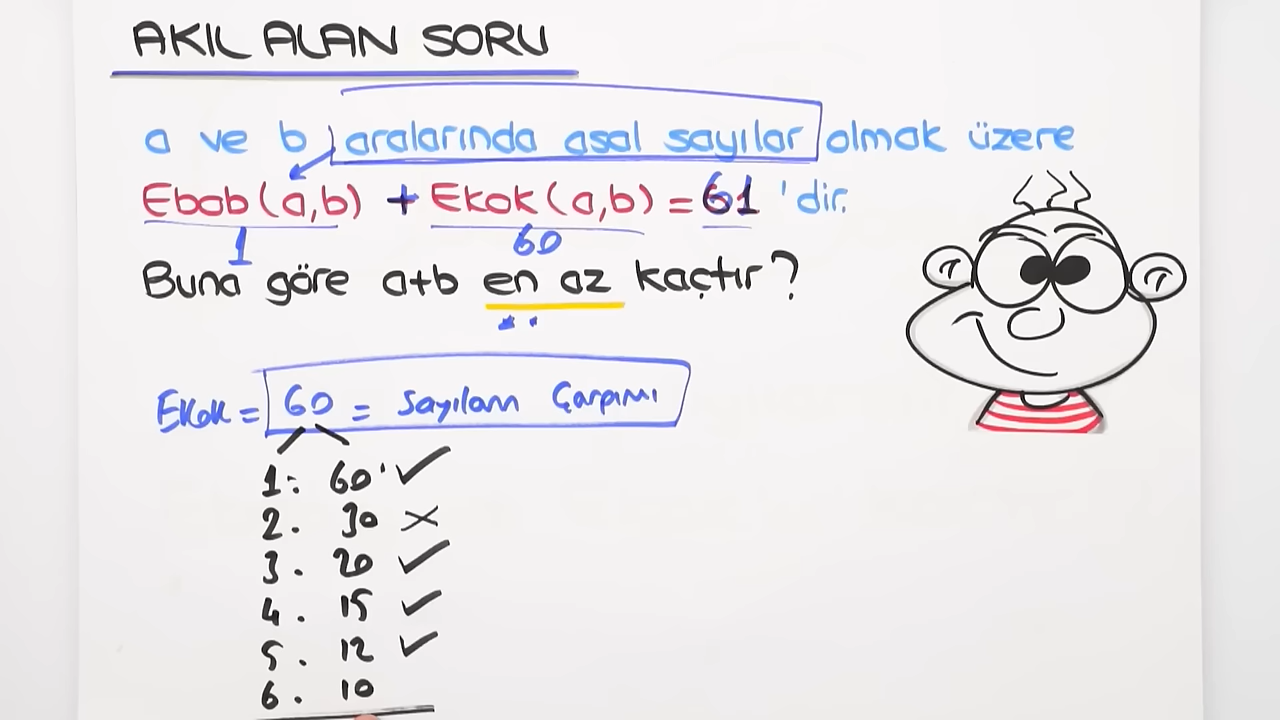 AKIL ALAN SORU
a ve b aralarında asal sayılar olmak üzere
Ebob(a,b) + Ekok(a,b) = 61 'dir.
1 60
Buna göre a+b en az kaçtır?
Ekok = 60 = Sayıların Çarpımı
1. 60 ✓
2. 30 ×
3. 20 ✓
4. 15 ✓
5. 12 ✓
6. 10